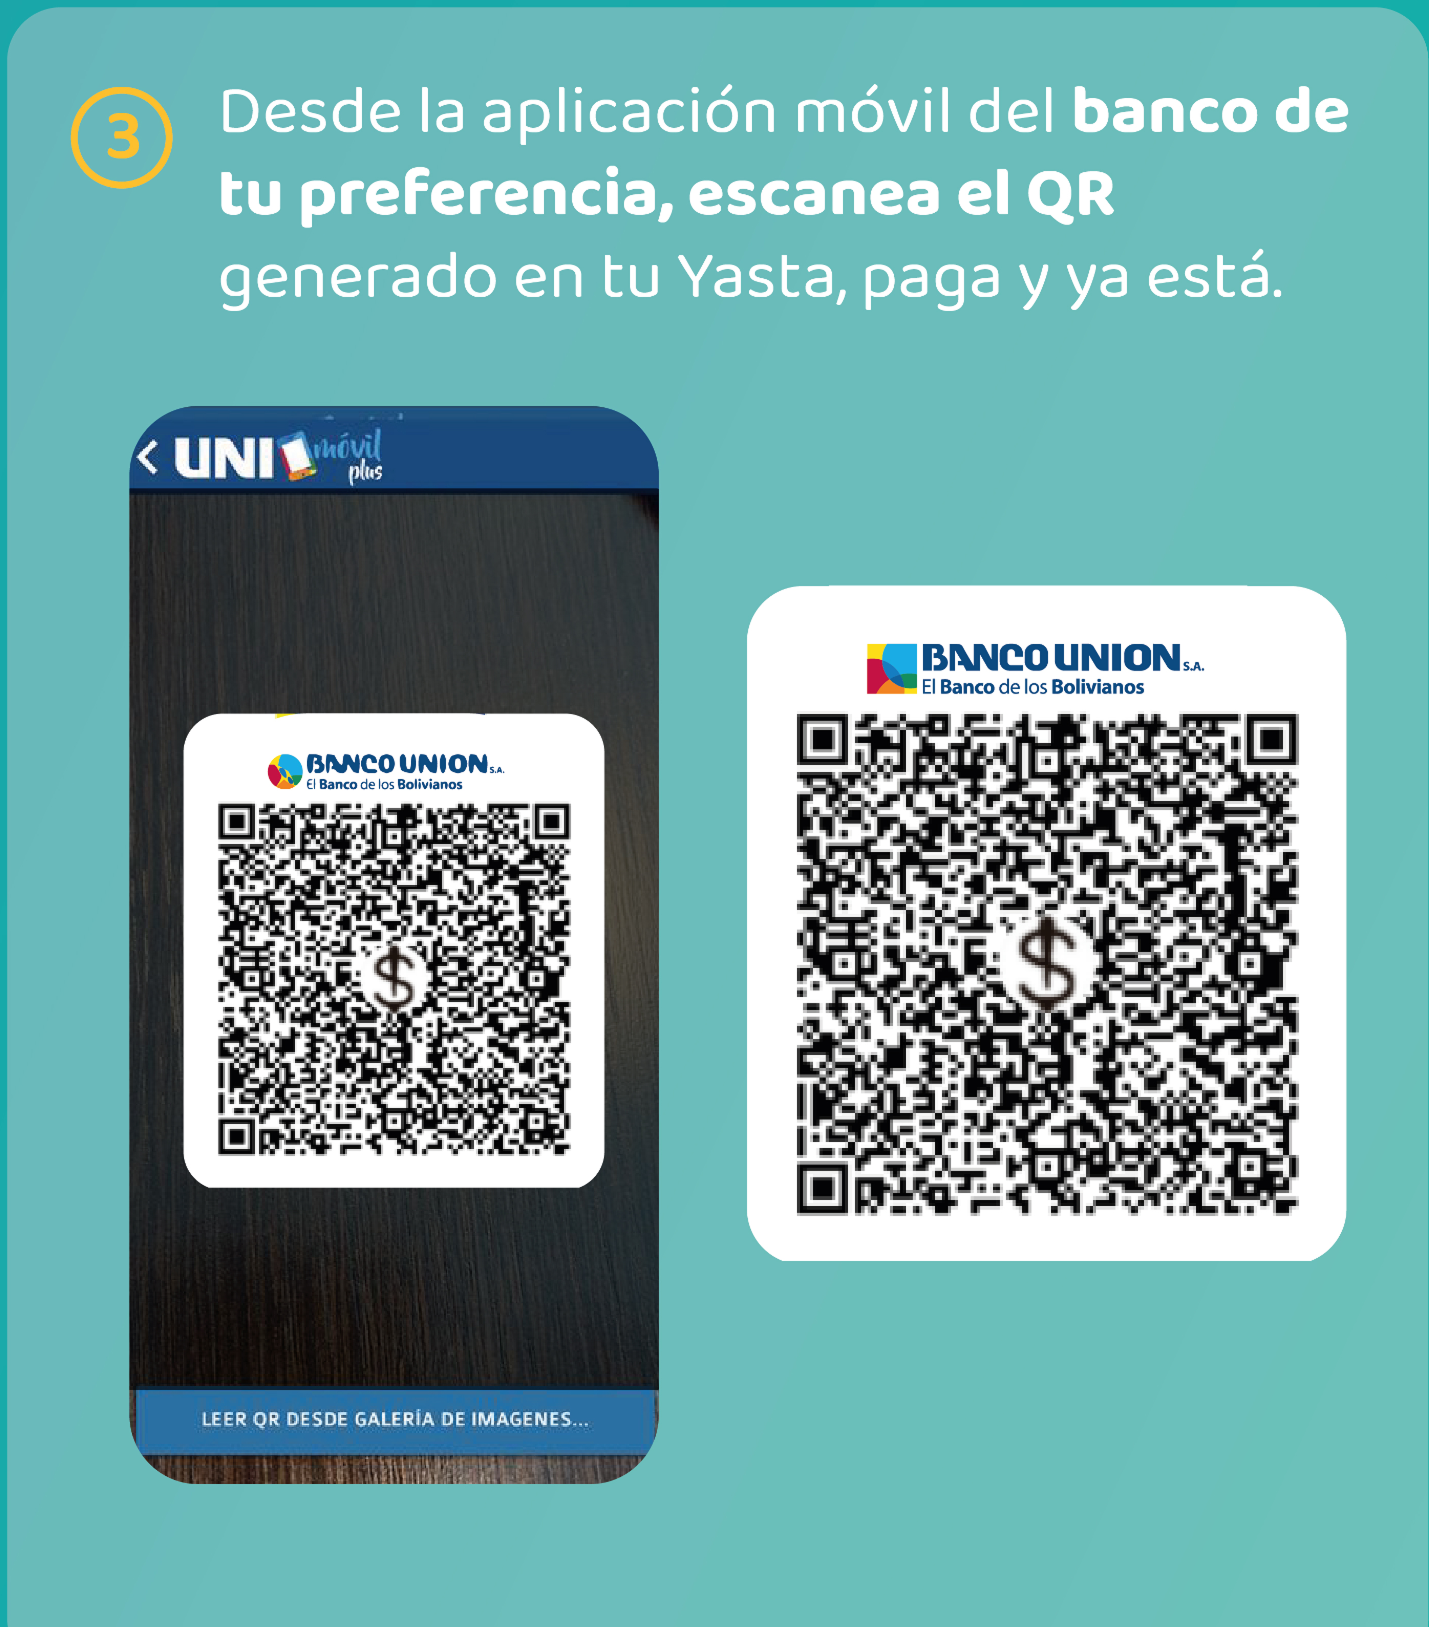 3
Desde la aplicación móvil del banco de
tu preferencia, escanea el QR
generado en tu Yasta, paga y ya está.
UNI móvil
plus
BANCO UNION S.A.
El Banco de los Bolivianos
LEER QR DESDE GALERÍA DE IMAGENES...
BANCO UNION S.A.
El Banco de los Bolivianos